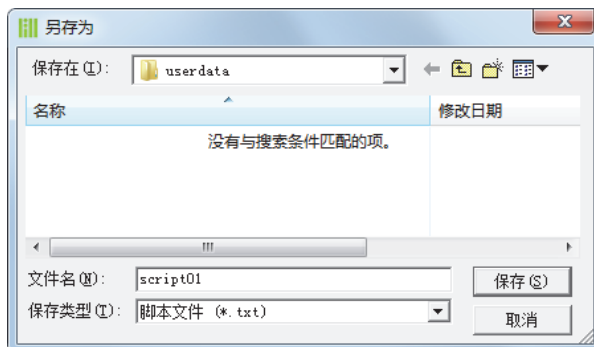 另存为
保存在(I): userdata
名称 修改日期
没有与搜索条件匹配的项。
文件名(N): script01 保存(S)
保存类型(T): 脚本文件 (*.txt) 取消